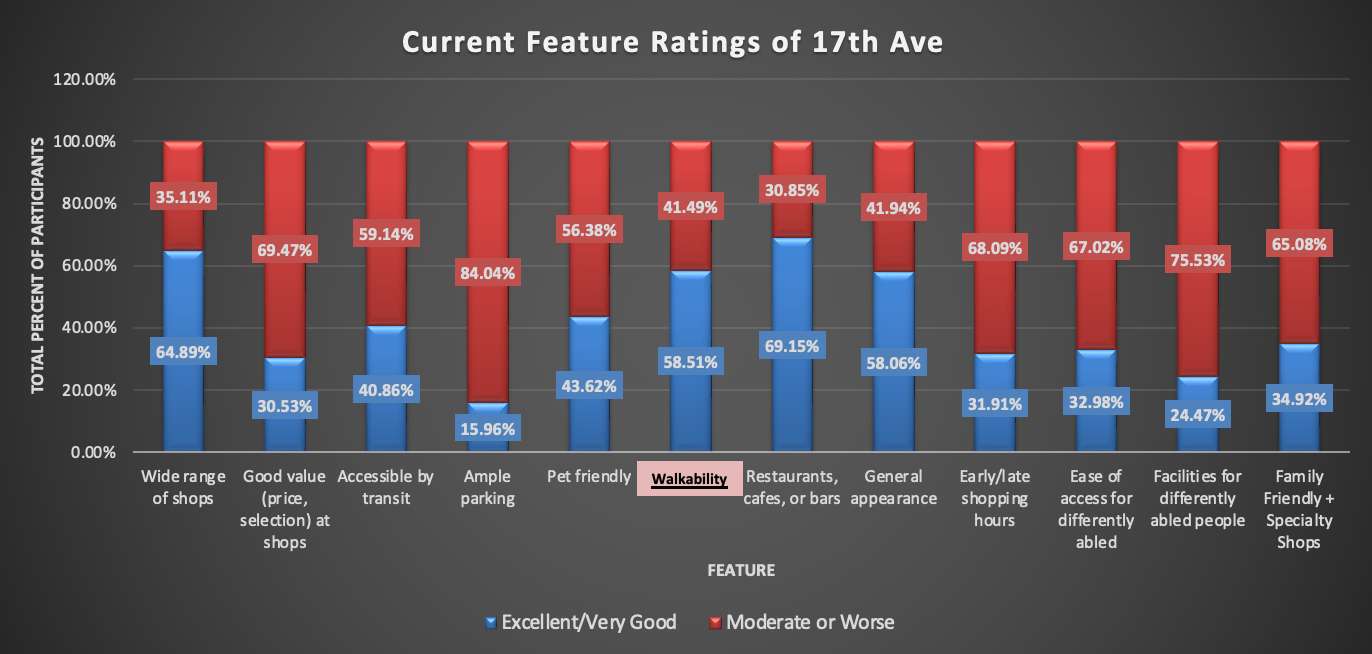 Current Feature Ratings of 17th Ave
TOTAL PERCENT OF PARTICIPANTS
120.00%
100.00%
80.00%
60.00%
40.00%
20.00%
0.00%
35.11%
69.47%
59.14%
84.04%
56.38%
41.49%
30.85%
41.94%
68.09%
67.02%
75.53%
65.08%
64.89%
30.53%
40.86%
15.96%
43.62%
58.51%
69.15%
58.06%
31.91%
32.98%
24.47%
34.92%
Wide range
of shops
Good value
(price,
selection) at
shops
Accessible by
transit
Ample
parking
Pet friendly
Walkability
Restaurants,
cafes, or bars
General
appearance
Early/late
shopping
hours
Ease of
access for
differently
abled
Facilities for
differently
abled people
Family
Friendly +
Specialty
Shops
FEATURE
Excellent/Very Good
Moderate or Worse